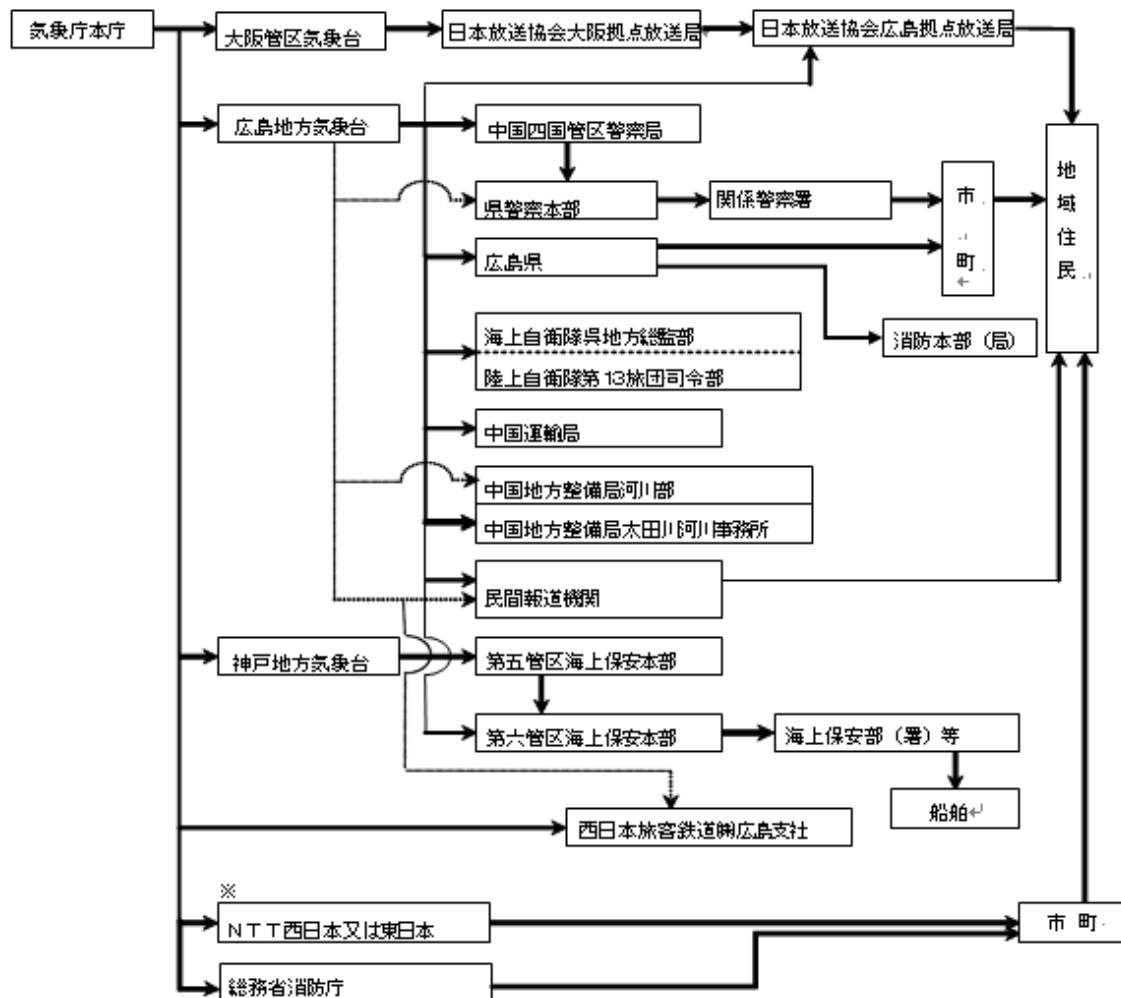 気象庁本庁
大阪管区気象台
日本放送協会大阪拠点放送局
日本放送協会広島拠点放送局
広島地方気象台
中国四国管区警察局
県警察本部
関係警察署
市
町
地
域
住
民
広島県
海上自衛隊呉地方総監部
消防本部（局）
陸上自衛隊第13旅団司令部
中国運輸局
中国地方整備局河川部
中国地方整備局太田川河川事務所
民間報道機関
神戸地方気象台
第五管区海上保安本部
第六管区海上保安本部
海上保安部（署）等
船舶
西日本旅客鉄道㈱広島支社
※
ＮＴＴ西日本又は東日本
市 町
総務省消防庁